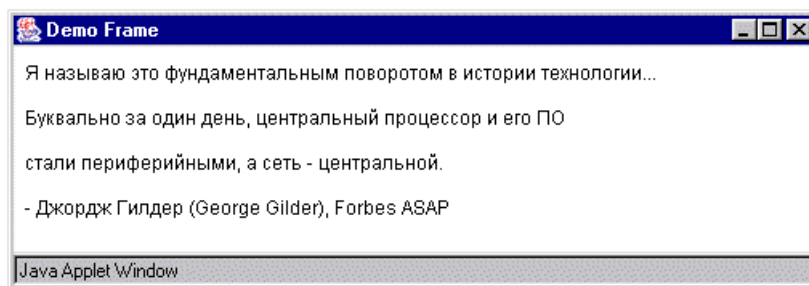 Demo Frame
Я называю это фундаментальным поворотом в истории технологии...
Буквально за один день, центральный процессор и его ПО
стали периферийными, а сеть - центральной.
- Джордж Гилдер (George Gilder), Forbes ASAP
Java Applet Window